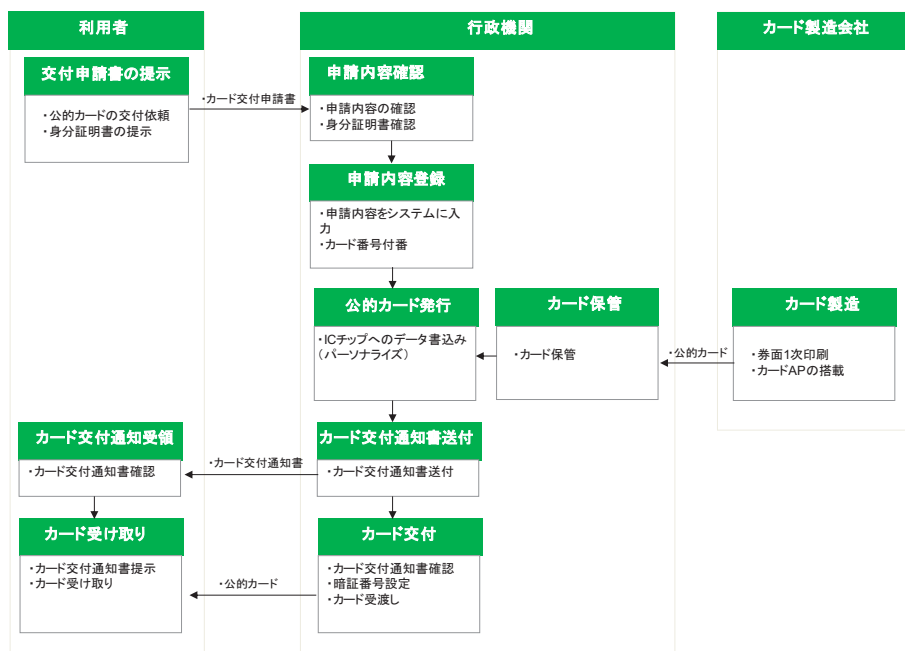 利用者
行政機関
カード製造会社
交付申請書の提示
・公的カードの交付依頼
・身分証明書の提示
・カード交付申請書
申請内容確認
・申請内容の確認
・身分証明書確認
申請内容登録
・申請内容をシステムに入
力
・カード番号付番
公的カード発行
・ICチップへのデータ書込み
（パーソナライズ）
カード保管
・カード保管
・公的カード
カード製造
・券面1次印刷
・カードAPの搭載
カード交付通知受領
・カード交付通知書確認
・カード交付通知書
カード交付通知書送付
・カード交付通知書送付
カード受け取り
・カード交付通知書提示
・カード受け取り
・公的カード
カード交付
・カード交付通知書確認
・暗証番号設定
・カード受渡し